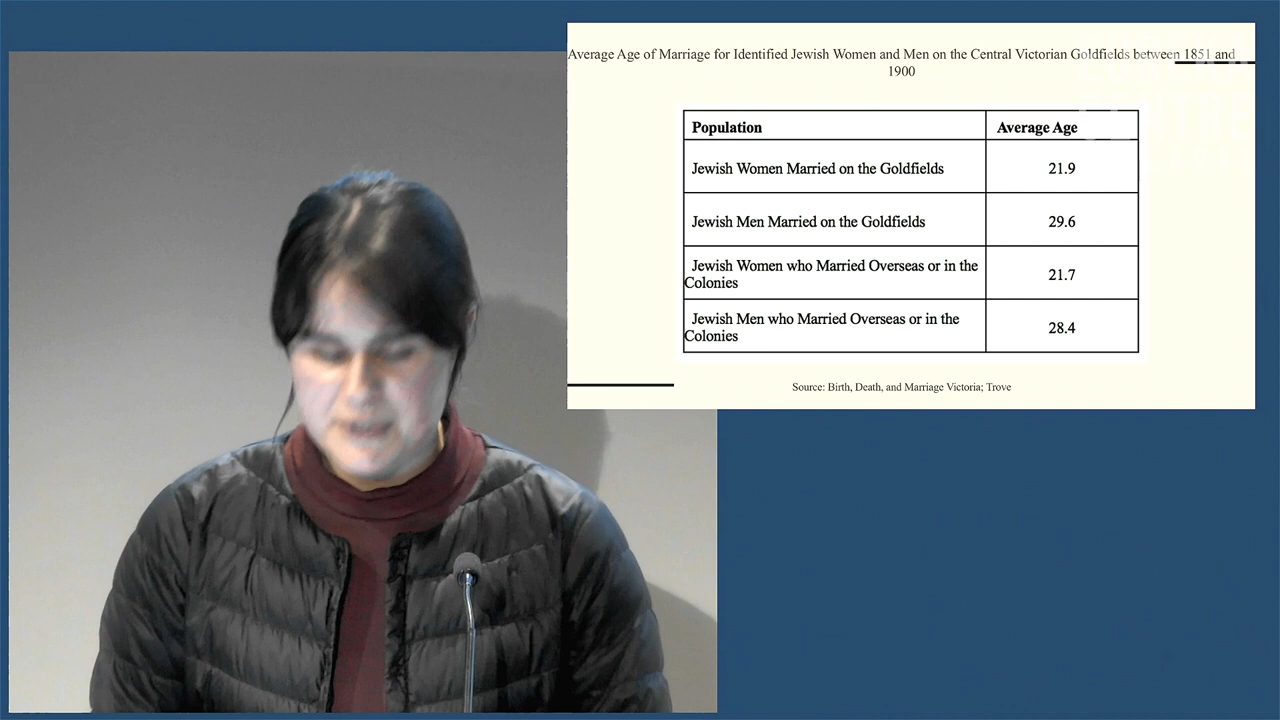 Average Age of Marriage for Identified Jewish Women and Men on the Central Victorian Goldfields between 1851 and
1900
Population Average Age
Jewish Women Married on the Goldfields 21.9
Jewish Men Married on the Goldfields 29.6
Jewish Women who Married Overseas or in the
Colonies 21.7
Jewish Men who Married Overseas or in the
Colonies 28.4
Source: Birth, Death, and Marriage Victoria; Trove
CENTRE